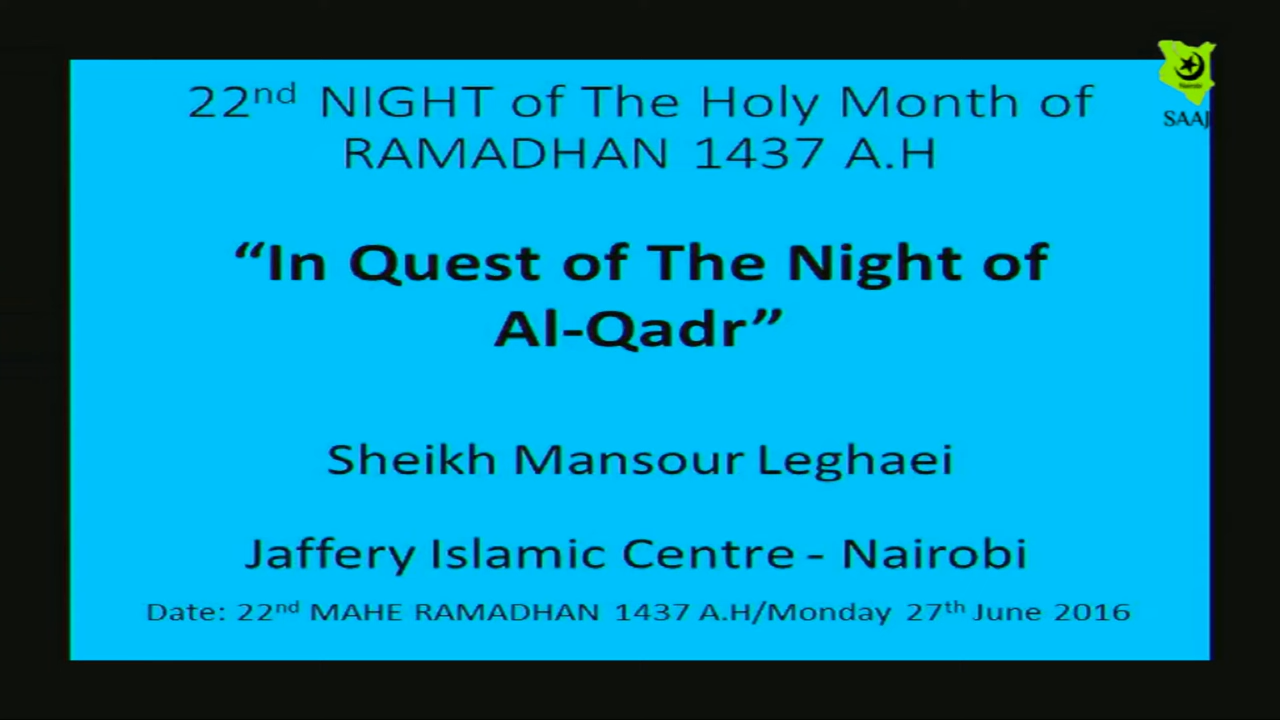 22nd NIGHT of The Holy Month of
RAMADHAN 1437 A.H
“In Quest of The Night of
Al-Qadr”
Sheikh Mansour Leghaei
Jaffery Islamic Centre - Nairobi
Date: 22nd MAHE RAMADHAN 1437 A.H/Monday 27th June 2016
Nairobi
SAAJ